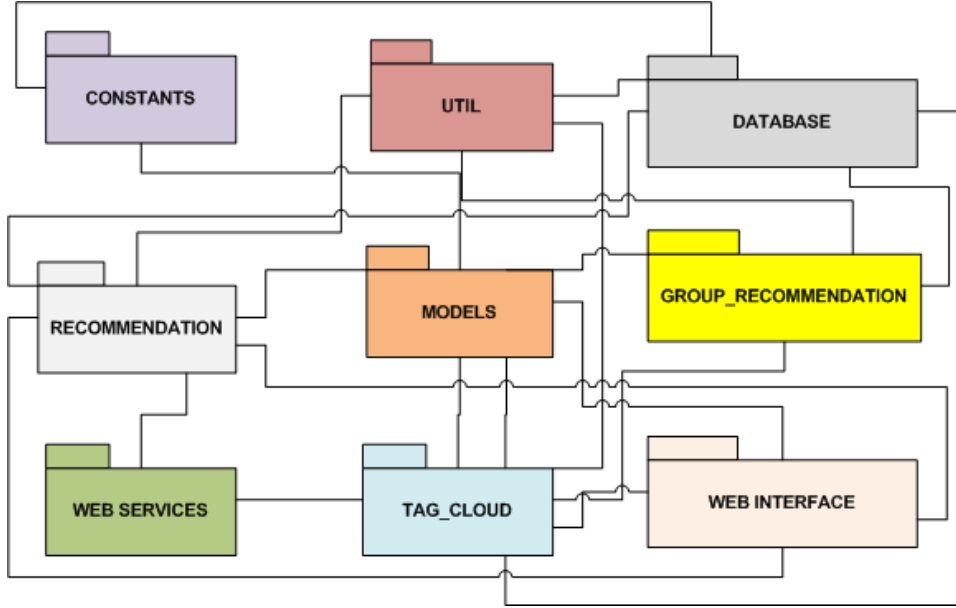 CONSTANTS
UTIL
DATABASE
RECOMMENDATION
MODELS
GROUP_RECOMMENDATION
WEB SERVICES
TAG_CLOUD
WEB INTERFACE